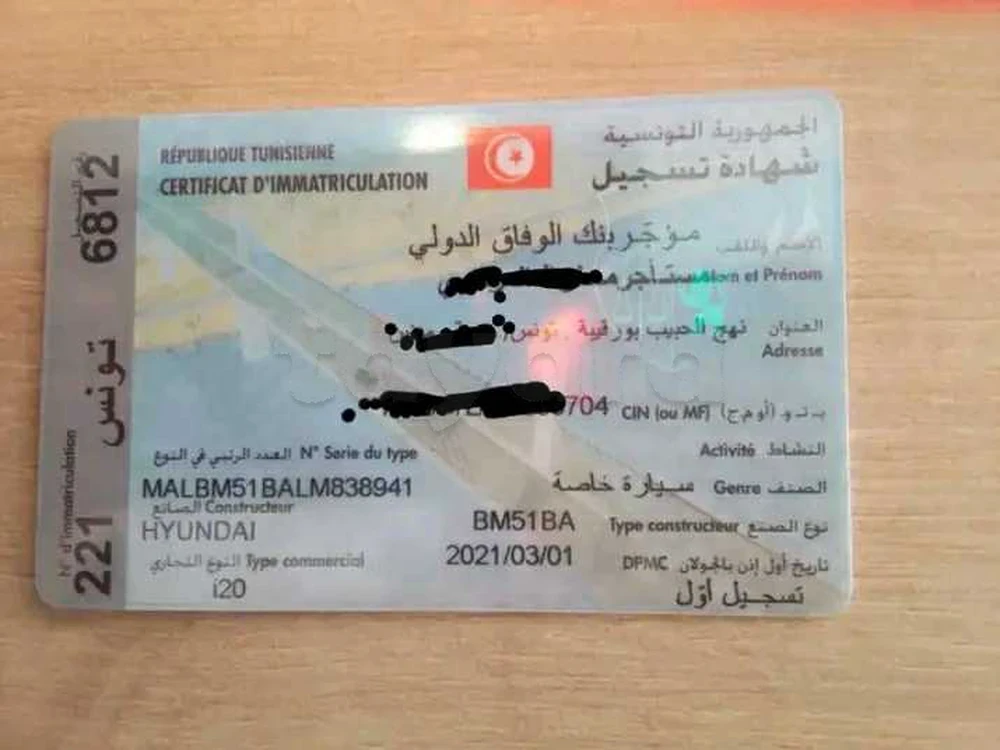 الجمهورية التونسية
RÉPUBLIQUE TUNISIENNE
شهادة تسجيل
CERTIFICAT D'IMMATRICULATION
مؤجر بنك الوفاق الدولي
الاسم واللقب
Nom et Prénom
العنوان نهج الحبيب بورقيبة , تونس
Adresse
ب ت و (أو م ج) CIN (ou MF) 704
النشاط Activité
العدد الرتبي في النوع N° Serie du type
MALBM51BALM838941
الصنف Genre سيارة خاصة
الصانع Constructeur
HYUNDAI
نوع الصنع Type constructeur BM51BA
النوع التجاري Type commercial
i20
تاريخ أول إذن بالجولان DPMC 2021/03/01
تسجيل أول
N° d'immatriculation
221 تونس 6812